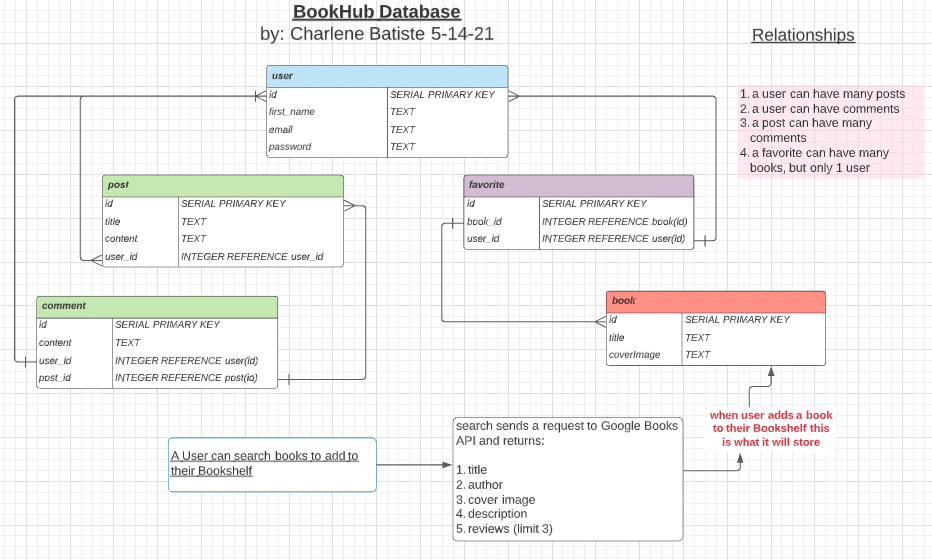 BookHub Database
by: Charlene Batiste 5-14-21
Relationships
1. a user can have many posts
2. a user can have comments
3. a post can have many
comments
4. a favorite can have many
books, but only 1 user
user
id SERIAL PRIMARY KEY
first_name TEXT
email TEXT
password TEXT
post
id SERIAL PRIMARY KEY
title TEXT
content TEXT
user_id INTEGER REFERENCE user_id
favorite
id SERIAL PRIMARY KEY
book_id INTEGER REFERENCE book(id)
user_id INTEGER REFERENCE user(id)
comment
id SERIAL PRIMARY KEY
content TEXT
user_id INTEGER REFERENCE user(id)
post_id INTEGER REFERENCE post(id)
book
id SERIAL PRIMARY KEY
title TEXT
coverImage TEXT
when user adds a book
to their Bookshelf this
is what it will store
A User can search books to add to
their Bookshelf
search sends a request to Google Books
API and returns:
1. title
2. author
3. cover image
4. description
5. reviews (limit 3)